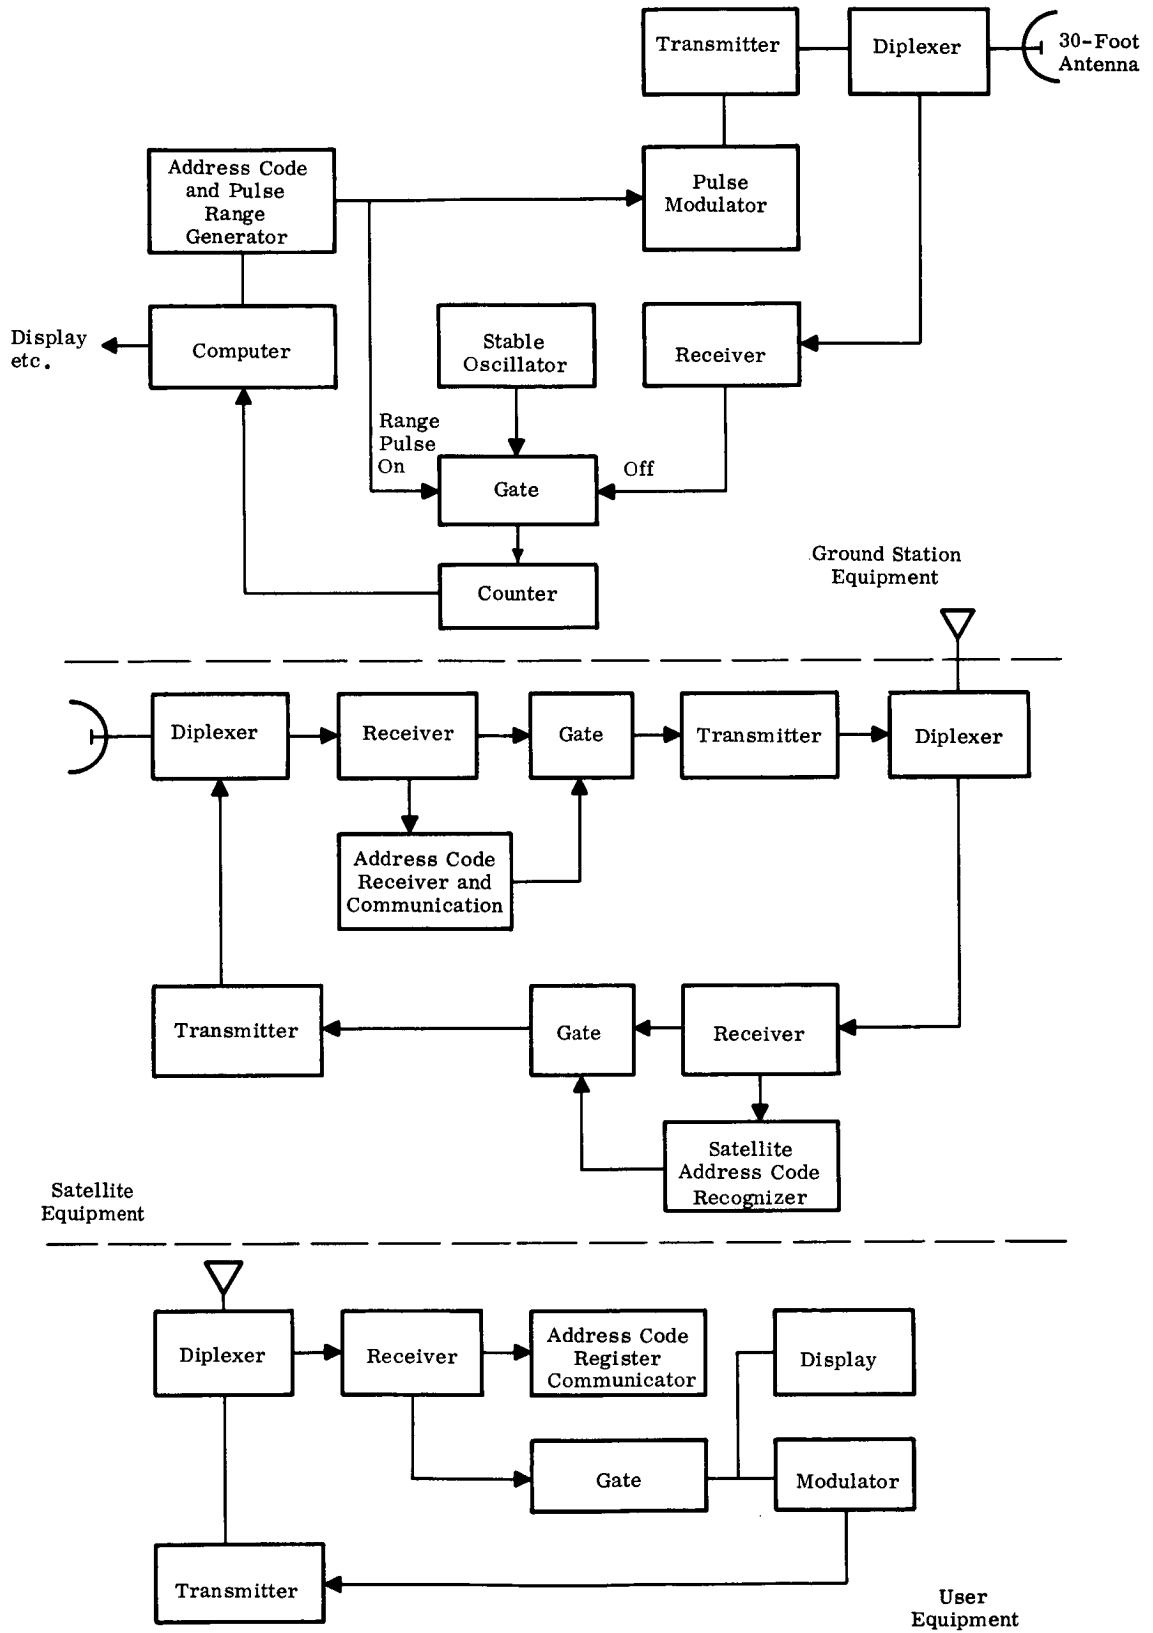 Transmitter
Diplexer
30-Foot
Antenna
Address Code
and Pulse
Range
Generator
Pulse
Modulator
Display
etc.
Computer
Stable
Oscillator
Receiver
Range
Pulse
On
Gate
Off
Counter
Ground Station
Equipment
Diplexer
Receiver
Gate
Transmitter
Diplexer
Address Code
Receiver and
Communication
Transmitter
Gate
Receiver
Satellite
Address Code
Recognizer
Satellite
Equipment
Diplexer
Receiver
Address Code
Register
Communicator
Display
Gate
Modulator
Transmitter
User
Equipment